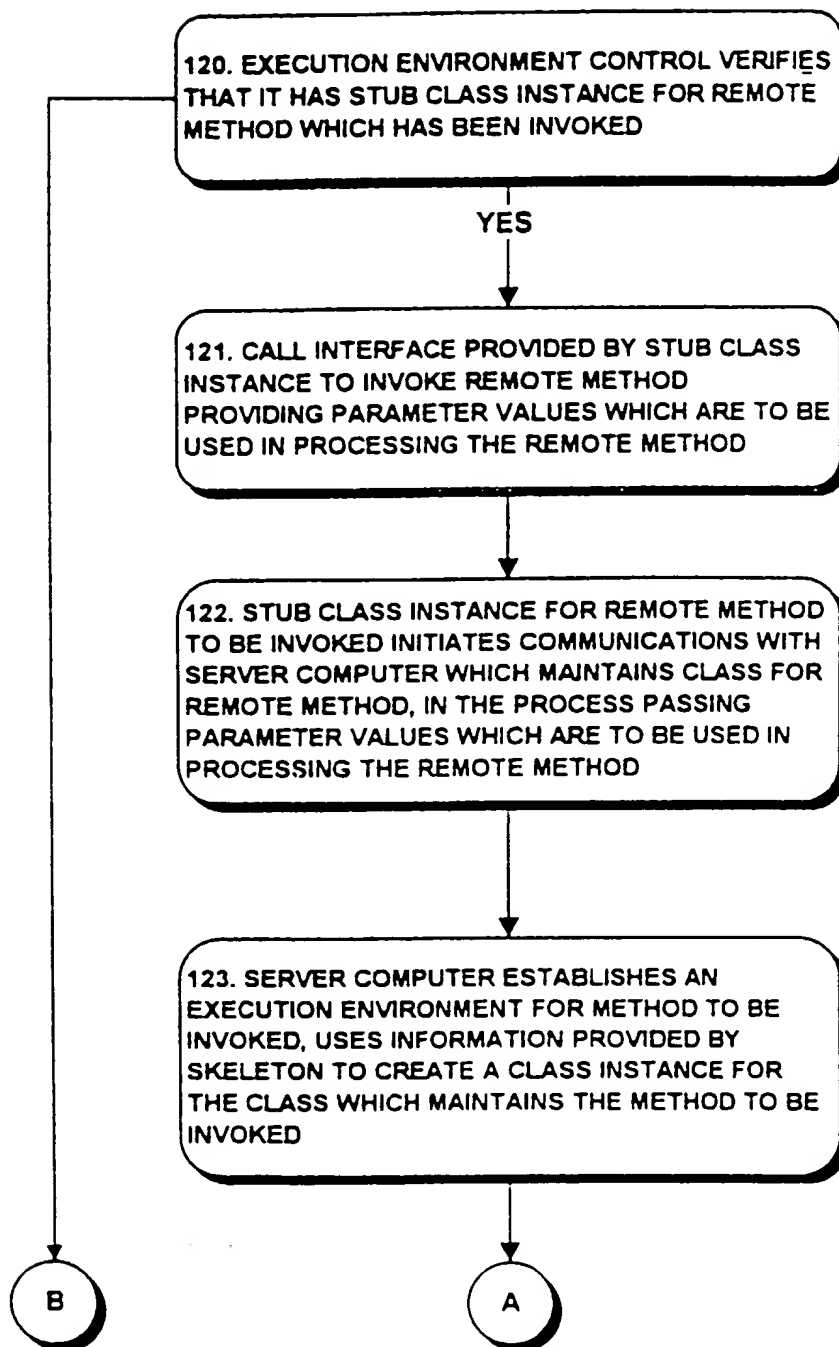 120. EXECUTION ENVIRONMENT CONTROL VERIFIES
THAT IT HAS STUB CLASS INSTANCE FOR REMOTE
METHOD WHICH HAS BEEN INVOKED
YES
121. CALL INTERFACE PROVIDED BY STUB CLASS
INSTANCE TO INVOKE REMOTE METHOD
PROVIDING PARAMETER VALUES WHICH ARE TO BE
USED IN PROCESSING THE REMOTE METHOD
122. STUB CLASS INSTANCE FOR REMOTE METHOD
TO BE INVOKED INITIATES COMMUNICATIONS WITH
SERVER COMPUTER WHICH MAINTAINS CLASS FOR
REMOTE METHOD, IN THE PROCESS PASSING
PARAMETER VALUES WHICH ARE TO BE USED IN
PROCESSING THE REMOTE METHOD
123. SERVER COMPUTER ESTABLISHES AN
EXECUTION ENVIRONMENT FOR METHOD TO BE
INVOKED, USES INFORMATION PROVIDED BY
SKELETON TO CREATE A CLASS INSTANCE FOR
THE CLASS WHICH MAINTAINS THE METHOD TO BE
INVOKED
B
A